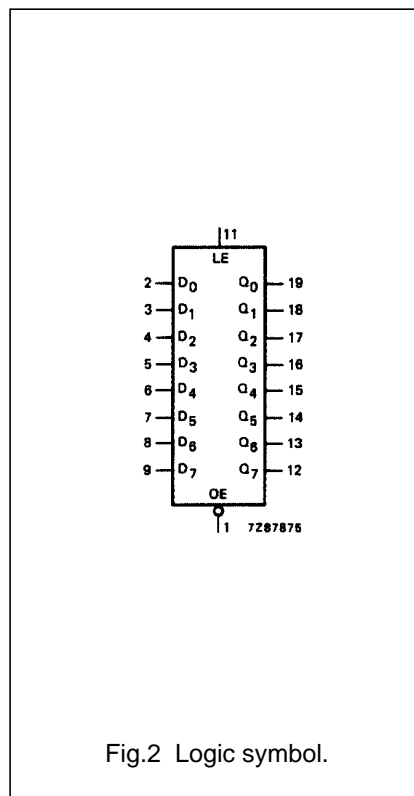 11
LE
2 D0 Q0 19
3 D1 Q1 18
4 D2 Q2 17
5 D3 Q3 16
6 D4 Q4 15
7 D5 Q5 14
8 D6 Q6 13
9 D7 Q7 12
OE
1 7Z87875
Fig.2 Logic symbol.